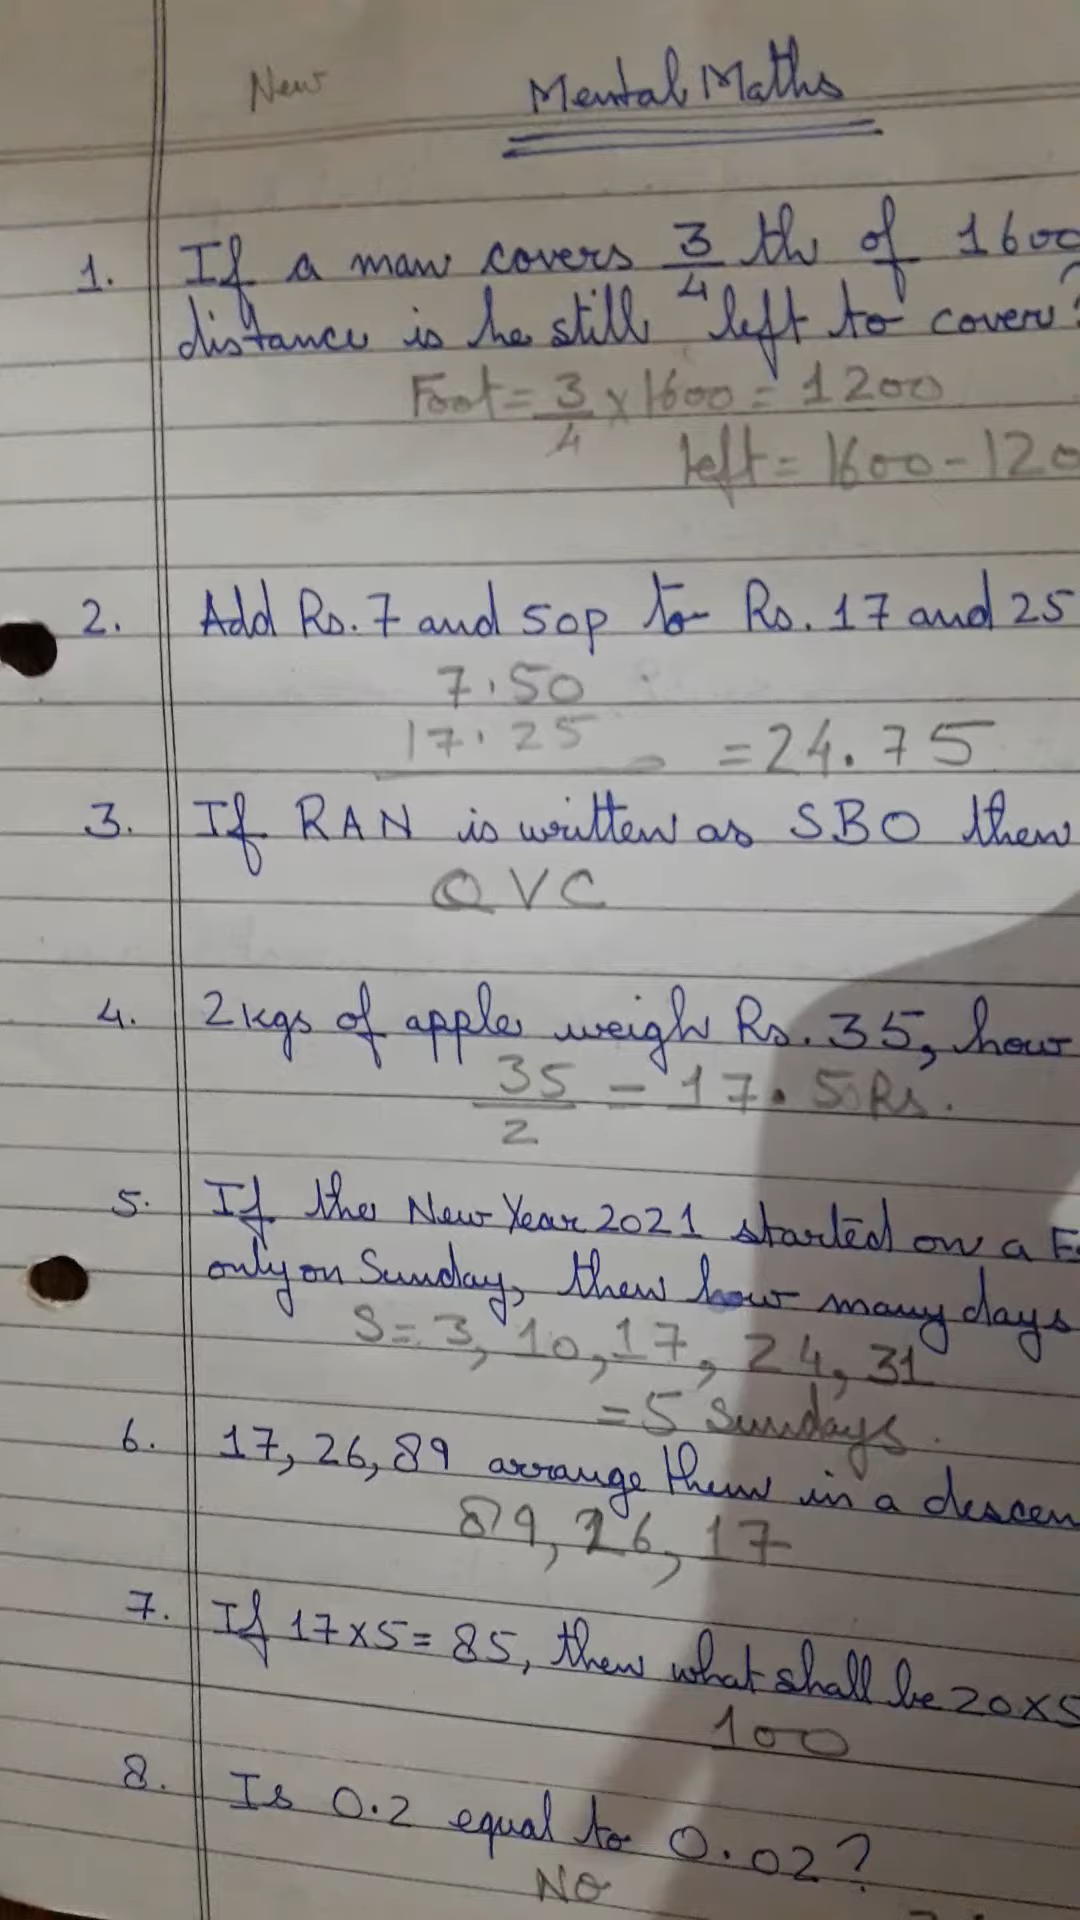 New
Mental Maths
1. If a man covers 3/4 th of 1600
distance is he still left to cover?
Foot = 3/4 x 1600 = 1200
left = 1600 - 120
2. Add Rs. 7 and 50p to Rs. 17 and 25
7.50
17.25 = 24.75
3. If RAN is written as SBO then
QVC
4. 2kgs of apple weigh Rs. 35, how
35/2 = 17.5 Rs.
5. If the New Year 2021 started on a
only on Sunday, then how many days
S = 3, 10, 17, 24, 31
= 5 Sundays.
6. 17, 26, 89 arrange them in a descen
89, 26, 17
7. If 17x5 = 85, then what shall be 20x5
100
8. Is 0.2 equal to 0.02?
No